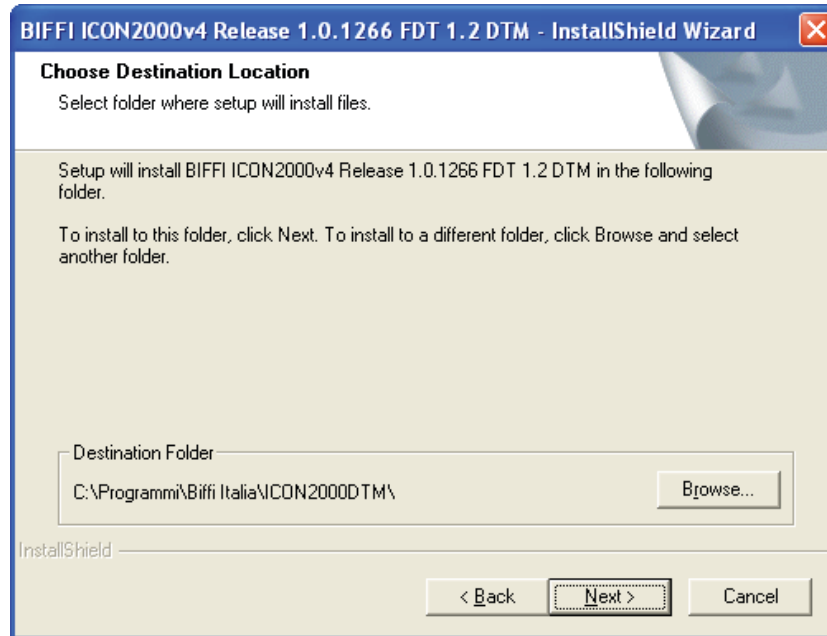 BIFFI ICON2000v4 Release 1.0.1266 FDT 1.2 DTM - InstallShield Wizard
Choose Destination Location
Select folder where setup will install files.
Setup will install BIFFI ICON2000v4 Release 1.0.1266 FDT 1.2 DTM in the following
folder.
To install to this folder, click Next. To install to a different folder, click Browse and select
another folder.
Destination Folder
C:\Programmi\Biffi Italia\ICON2000DTM\
Browse...
InstallShield
< Back
Next >
Cancel